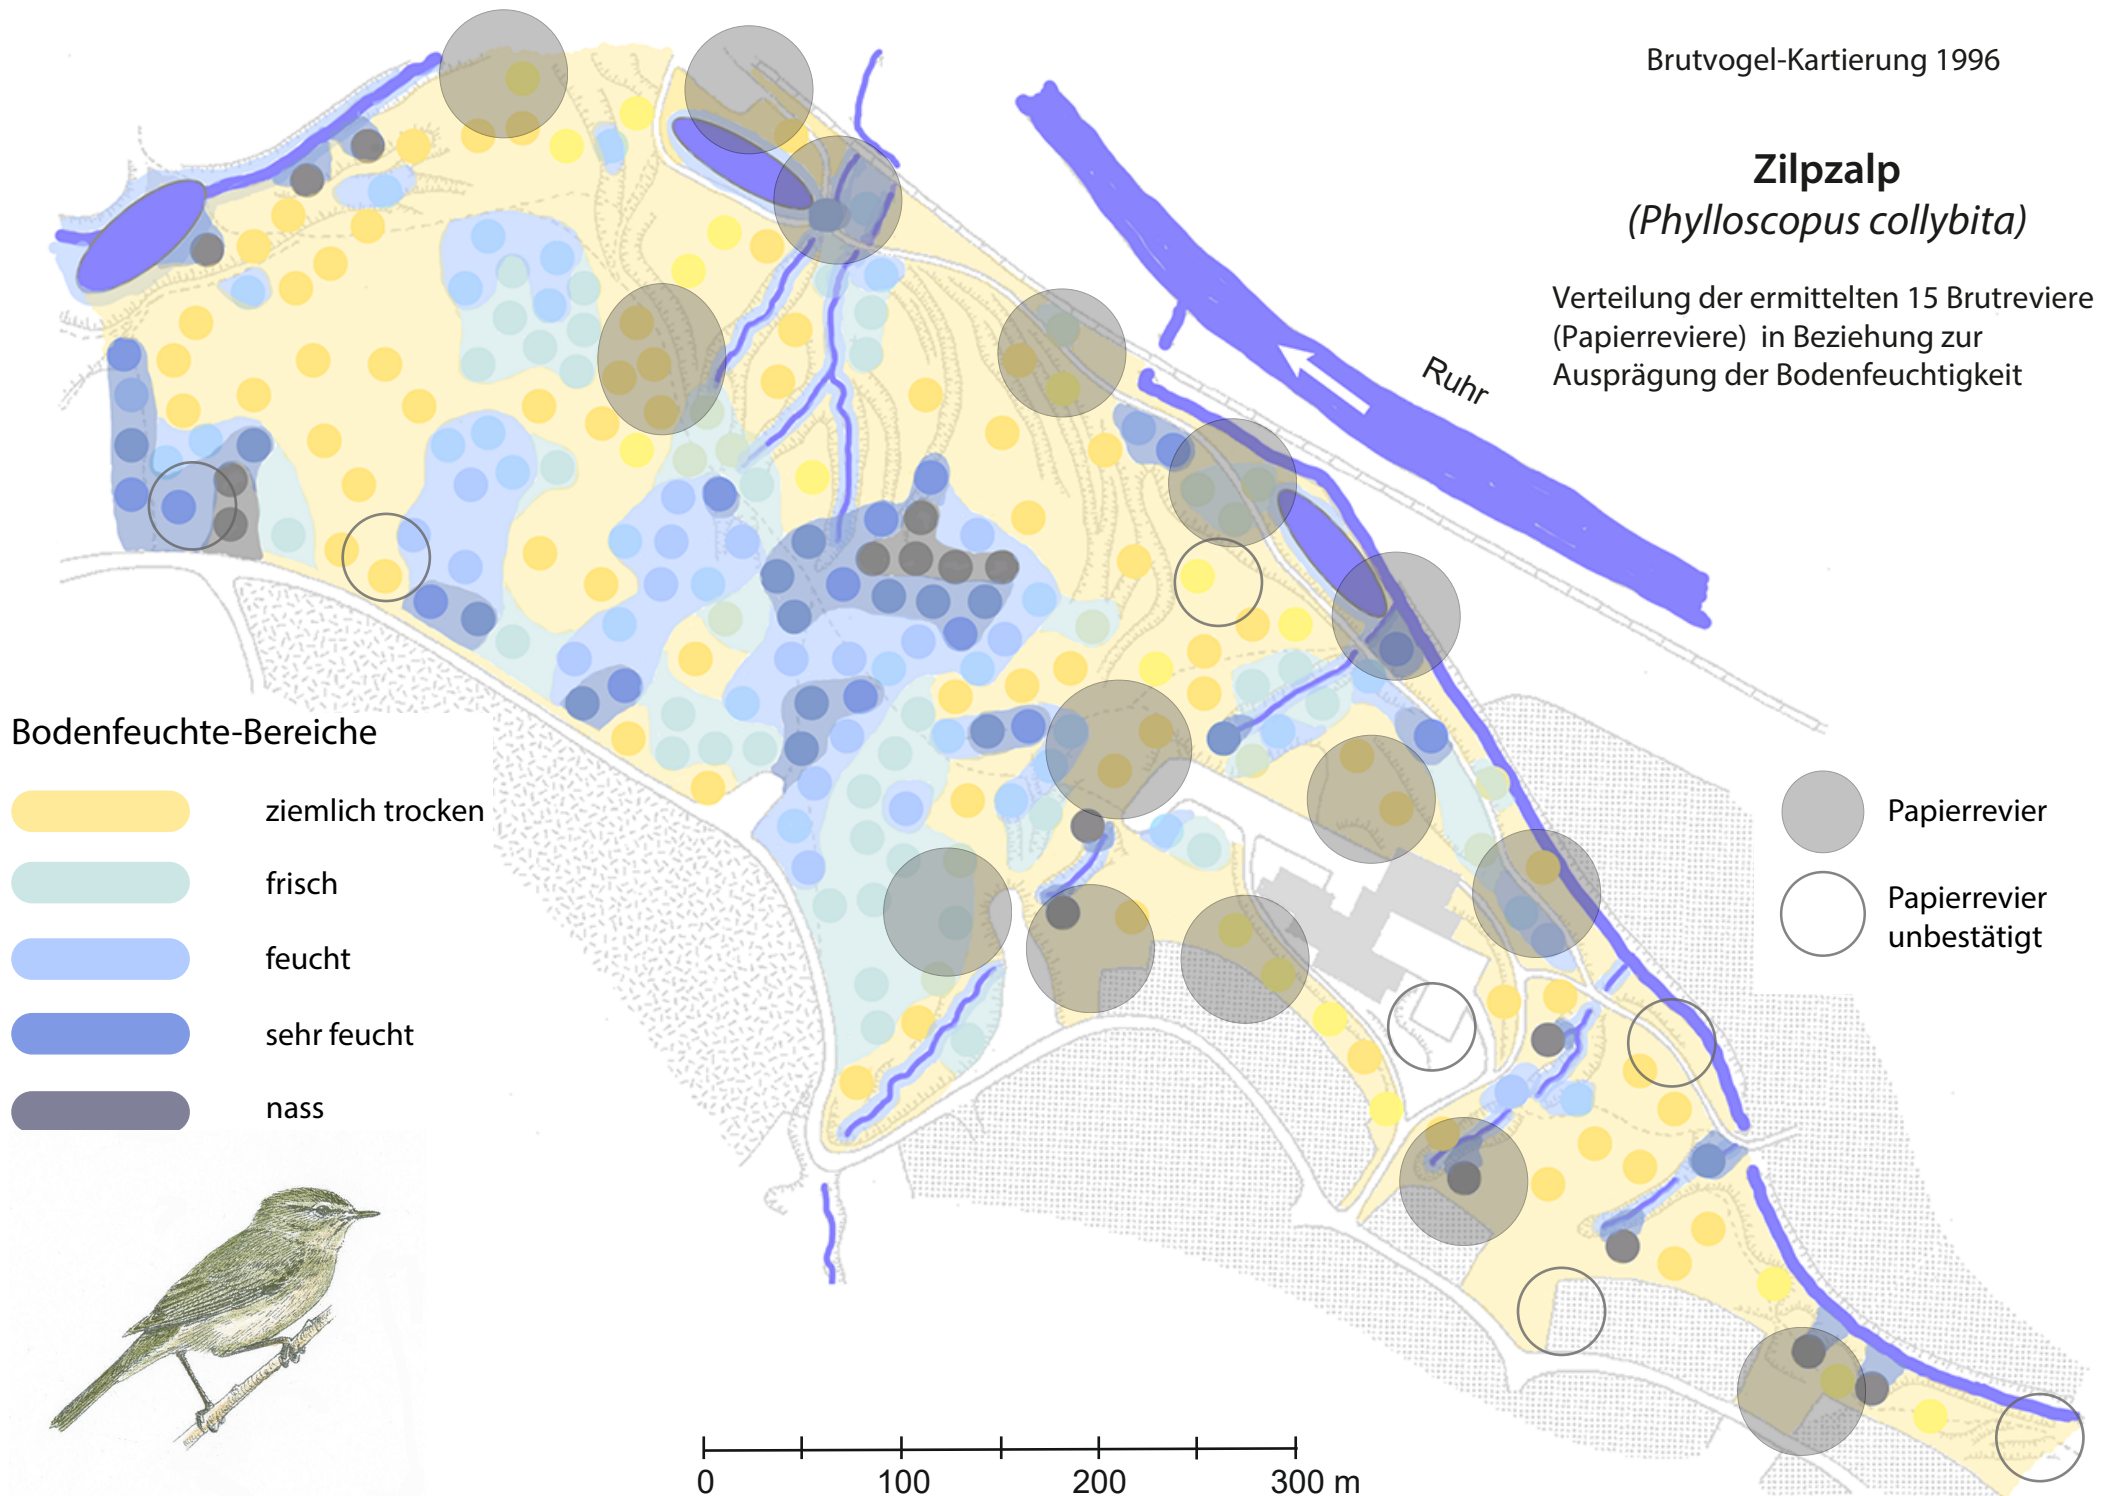 Brutvogel-Kartierung 1996
Zilpzalp
(Phylloscopus collybita)
Verteilung der ermittelten 15 Brutreviere
(Papierreviere) in Beziehung zur
Ausprägung der Bodenfeuchtigkeit
Ruhr
Bodenfeuchte-Bereiche
ziemlich trocken
frisch
feucht
sehr feucht
nass
Papierrevier
Papierrevier
unbestätigt
0 100 200 300 m